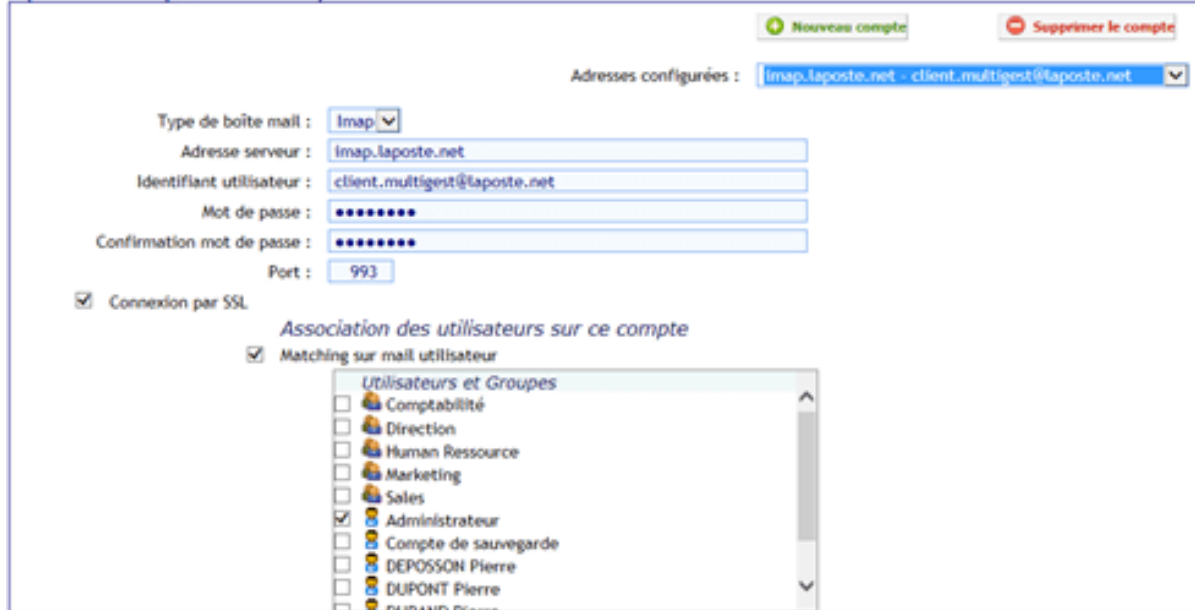 Nouveau compte
Supprimer le compte
Adresses configurées :
imap.laposte.net - client.multigest@laposte.net
Type de boîte mail :
Imap
Adresse serveur :
imap.laposte.net
Identifiant utilisateur :
client.multigest@laposte.net
Mot de passe :
••••••••
Confirmation mot de passe :
••••••••
Port :
993
Connexion par SSL
Association des utilisateurs sur ce compte
Matching sur mail utilisateur
Utilisateurs et Groupes
Comptabilité
Direction
Human Ressource
Marketing
Sales
Administrateur
Compte de sauvegarde
DEPOSSON Pierre
DUPONT Pierre